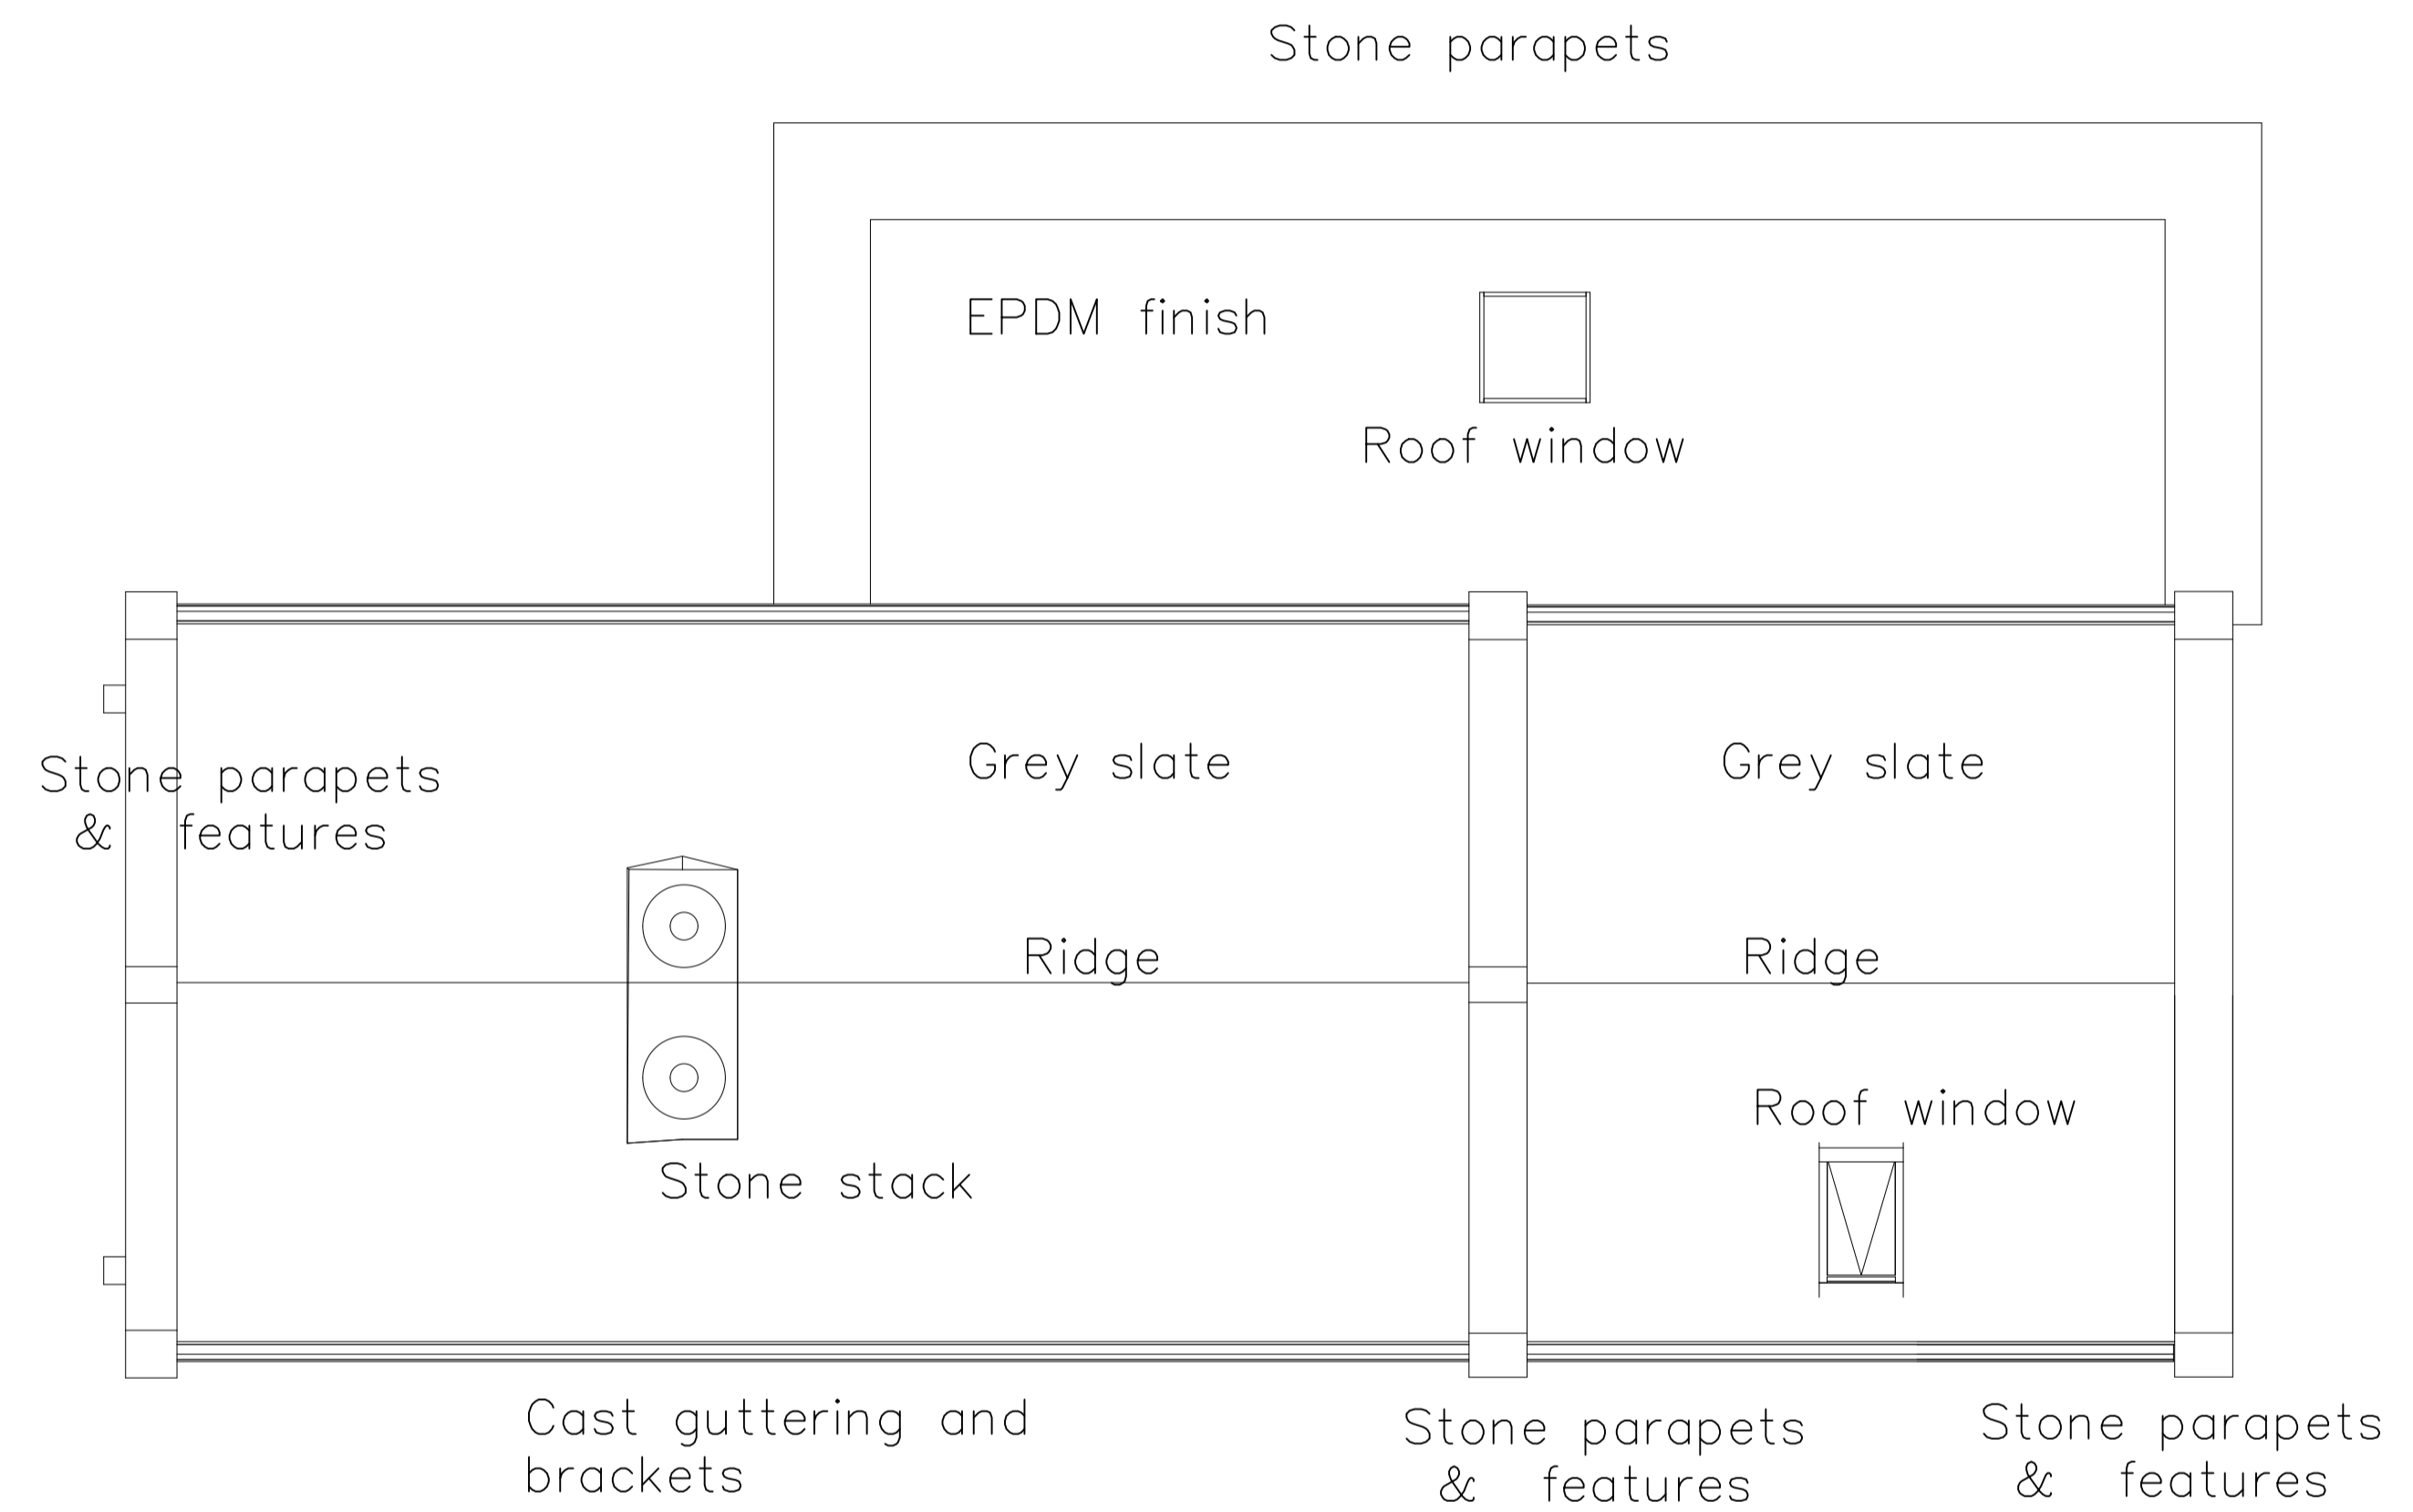 Stone parapets
EPDM finish
Roof window
Stone parapets
& features
Grey slate
Grey slate
Ridge
Ridge
Roof window
Stone stack
Cast guttering and
brackets
Stone parapets
& features
Stone parapets
& features